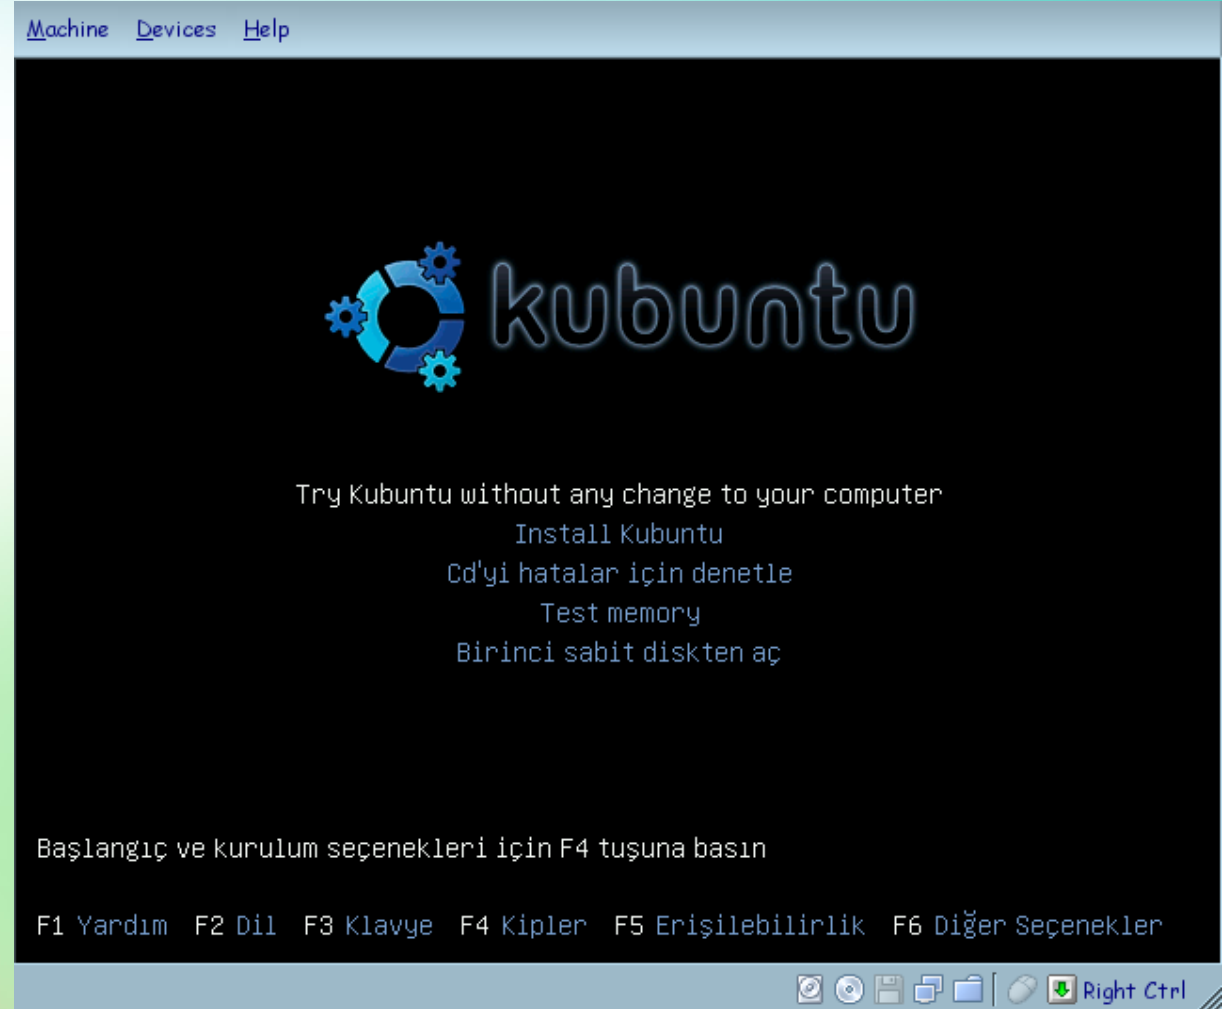 Machine Devices Help
kubuntu
Try Kubuntu without any change to your computer
Install Kubuntu
Cd'yi hatalar için denetle
Test memory
Birinci sabit diskten aç
Başlangıç ve kurulum seçenekleri için F4 tuşuna basın
F1 Yardım F2 Dil F3 Klavye F4 Kipler F5 Erişilebilirlik F6 Diğer Seçenekler
Right Ctrl